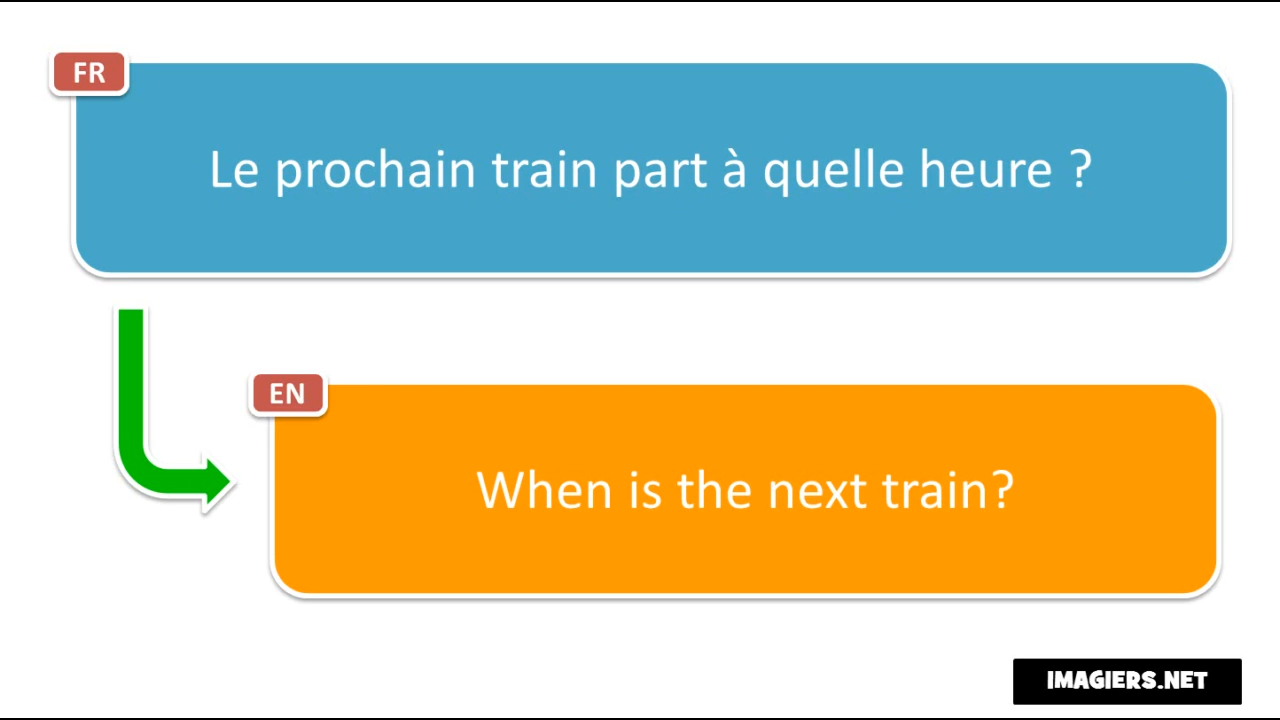 FR
Le prochain train part à quelle heure ?
EN
When is the next train?
IMAGIERS.NET